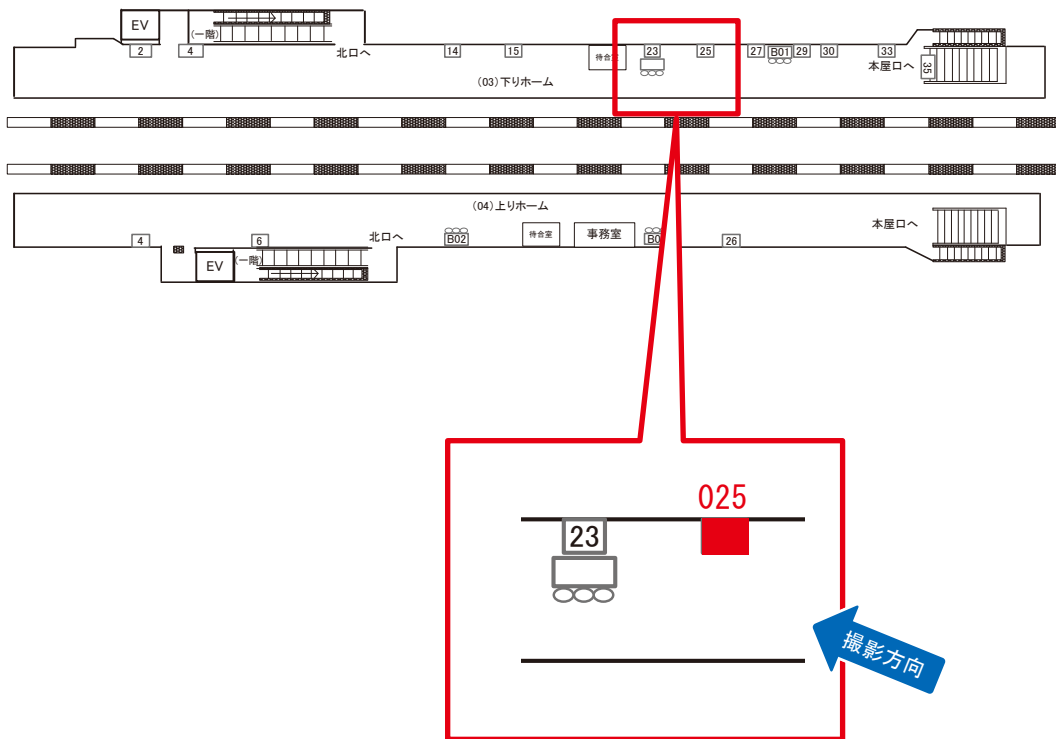 EV
(一階)
2
4
北口へ
14
15
待合室
23
25
27
B01
29
30
33
35
本屋口へ
(03)下りホーム
(04)上りホーム
4
6
EV
(一階)
北口へ
B02
待合室
事務室
26
本屋口へ
025
23
撮影方向